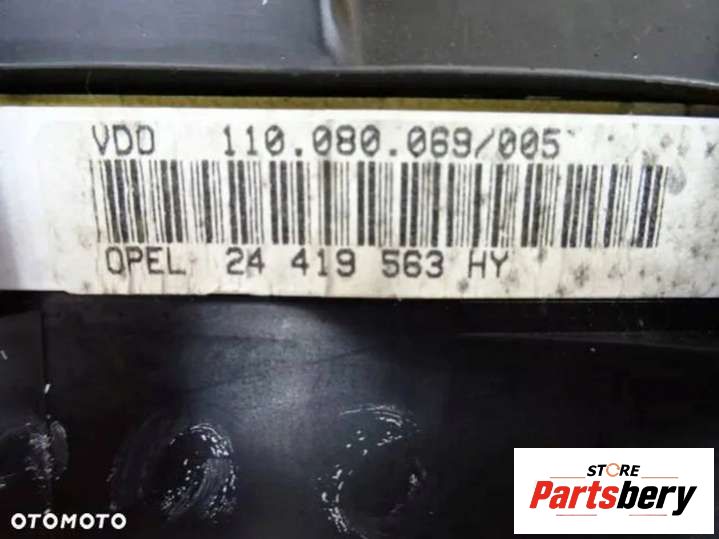 VDO 110.080.069/005
OPEL 24 419 563 HY
STORE
Partsbery
OTOMOTO